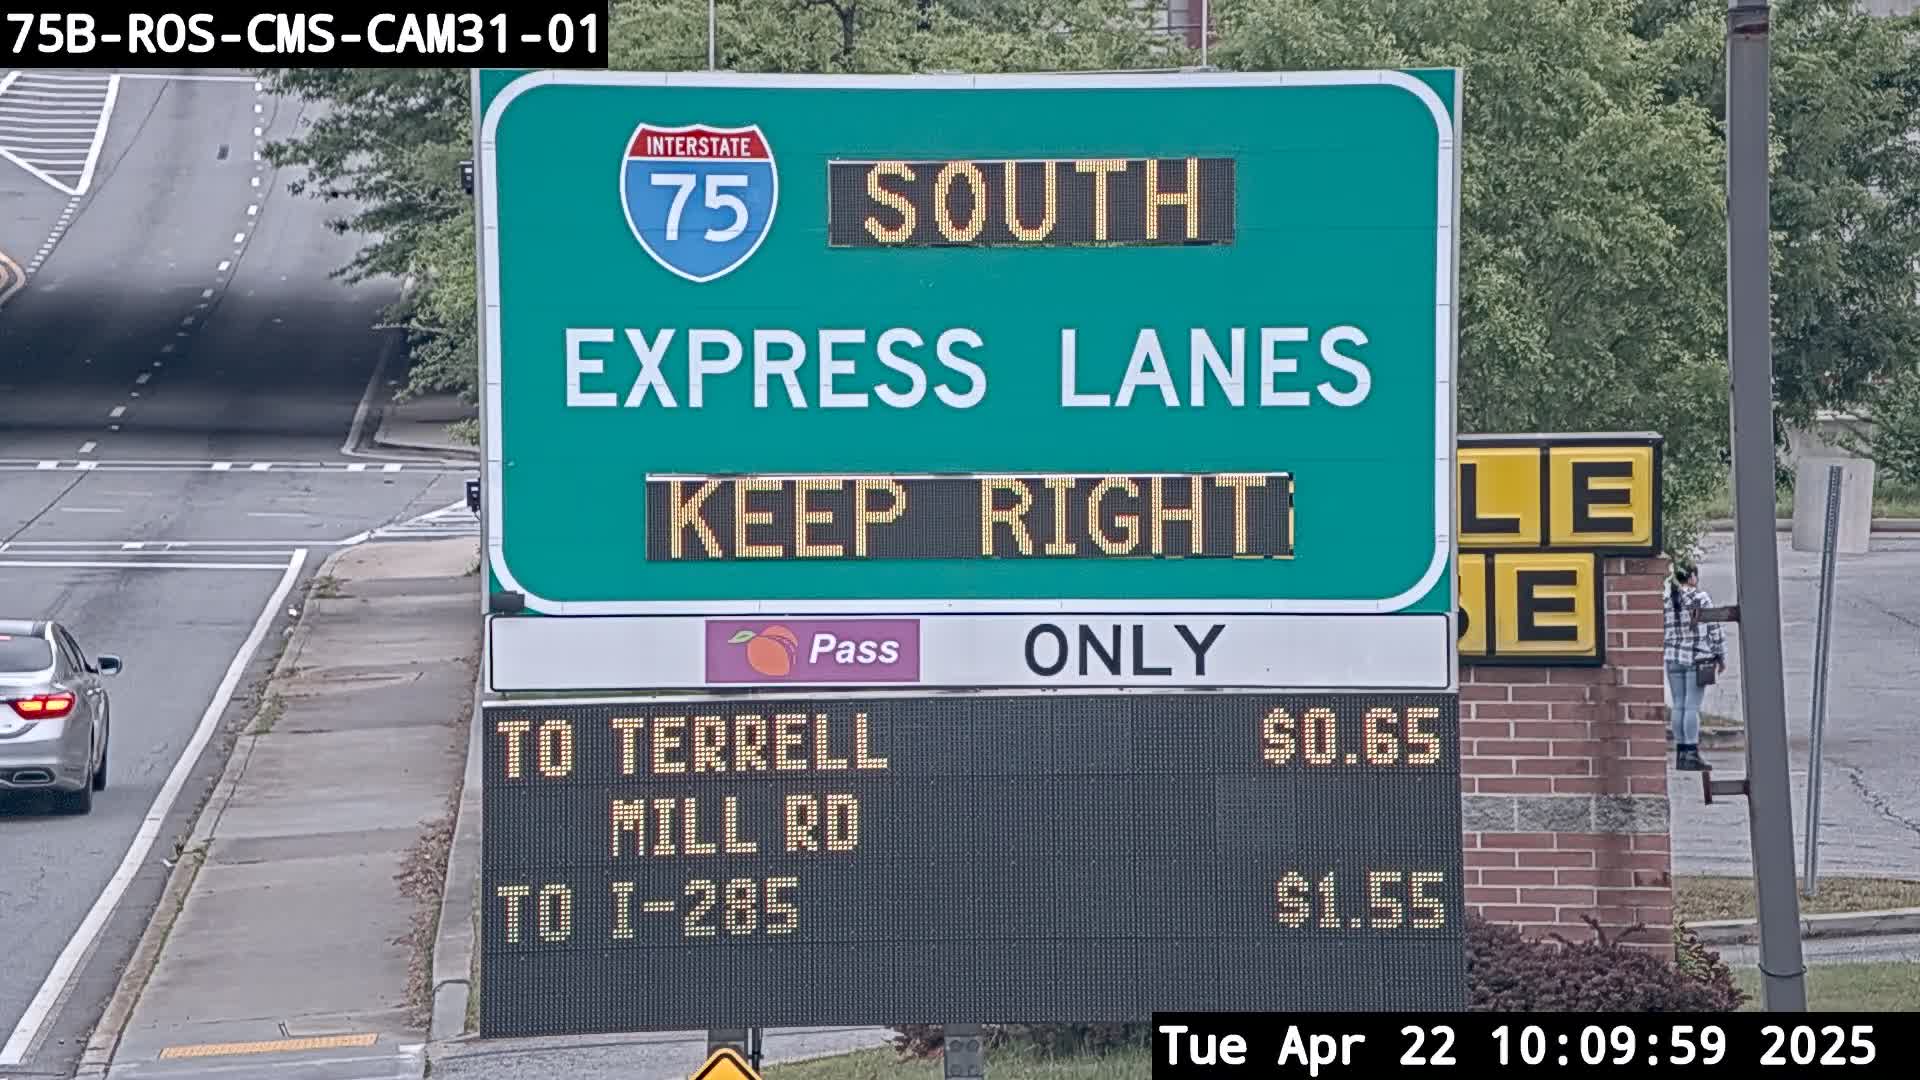 75B-ROS-CMS-CAM31-01
INTERSTATE
75
SOUTH
EXPRESS LANES
KEEP RIGHT
Pass ONLY
TO TERRELL $0.65
MILL RD
TO I-285 $1.55
LE
E
Tue Apr 22 10:09:59 2025